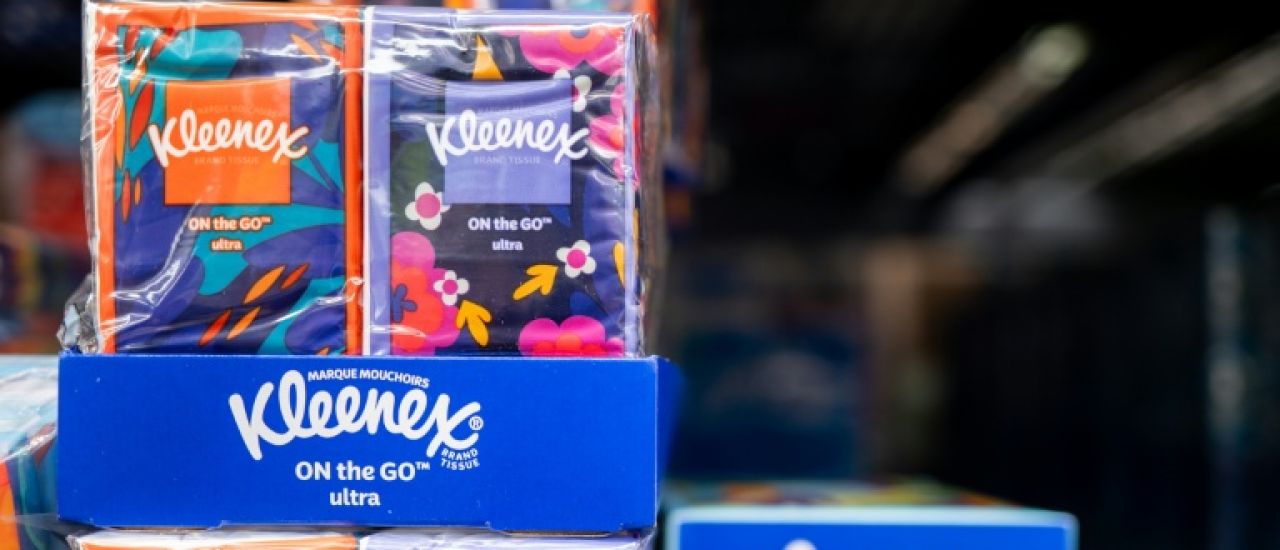 MARQUE MOUCHOIRS
Kleenex
BRAND TISSUE
ON the GO™
ultra
MARQUE MOUCHOIRS
Kleenex
BRAND TISSUE
ON the GO™
ultra
MARQUE MOUCHOIRS
Kleenex®
BRAND
TISSUE
ON the GO™
ultra